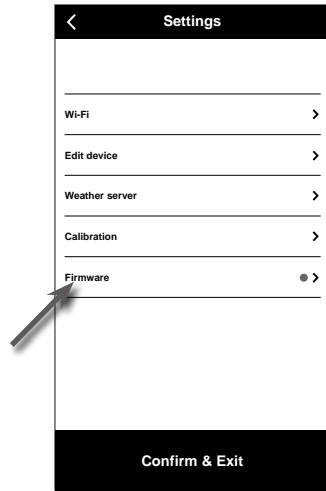 Settings
Wi-Fi
Edit device
Weather server
Calibration
Firmware
Confirm & Exit